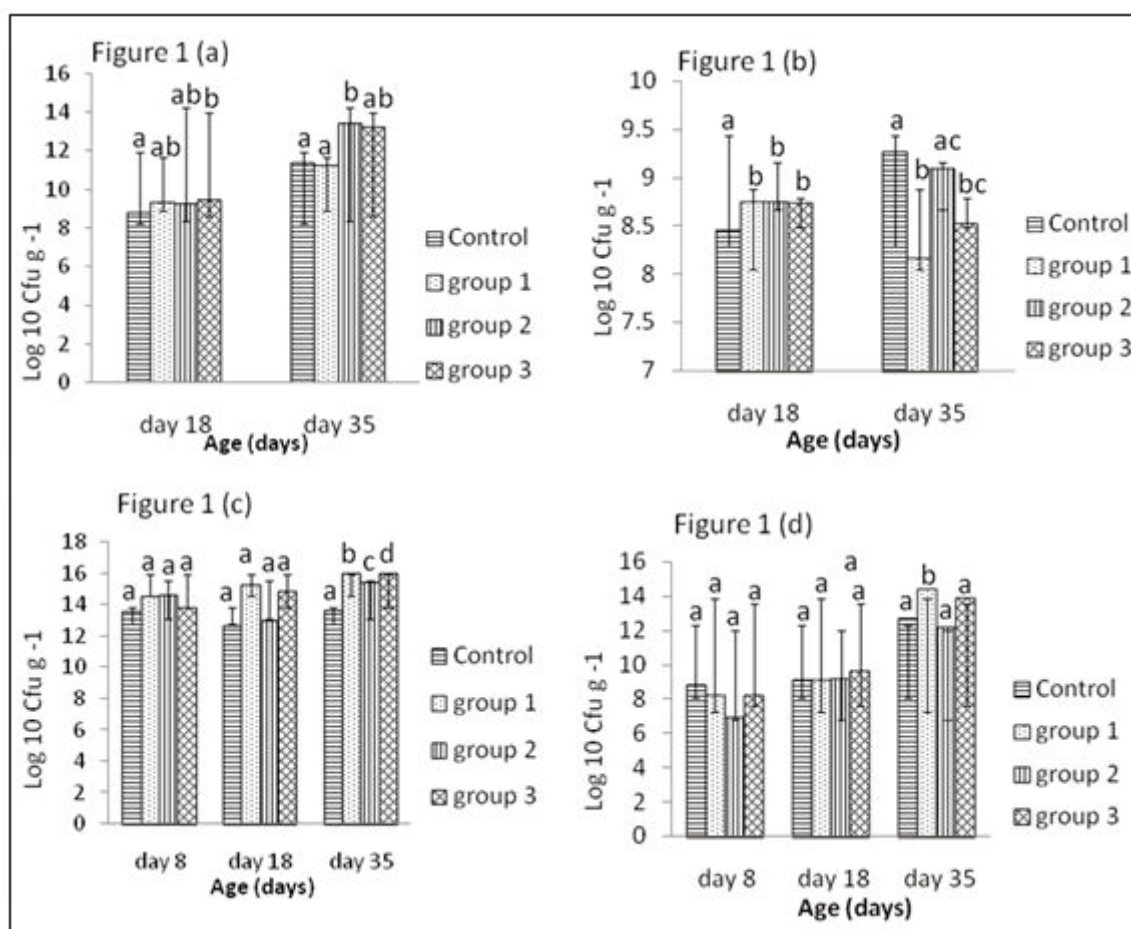 Figure 1 (a)
16
14
12
10
8
6
4
2
0
Log 10 Cfu g -1
a ab ab b
a a b ab
day 18 day 35
Age (days)
Control
group 1
group 2
group 3
Figure 1 (b)
10
9.5
9
8.5
8
7.5
7
Log 10 Cfu g -1
a b b b
a b ac bc
day 18 day 35
Age (days)
Control
group 1
group 2
group 3
Figure 1 (c)
18
16
14
12
10
8
6
4
2
0
Log 10 Cfu g -1
a a a a
a a a a
a b c d
day 8 day 18 day 35
Age (days)
Control
group 1
group 2
group 3
Figure 1 (d)
16
14
12
10
8
6
4
2
0
Log 10 Cfu g -1
a a a a
a a a a
a b a a
day 8 day 18 day 35
Age (days)
Control
group 1
group 2
group 3